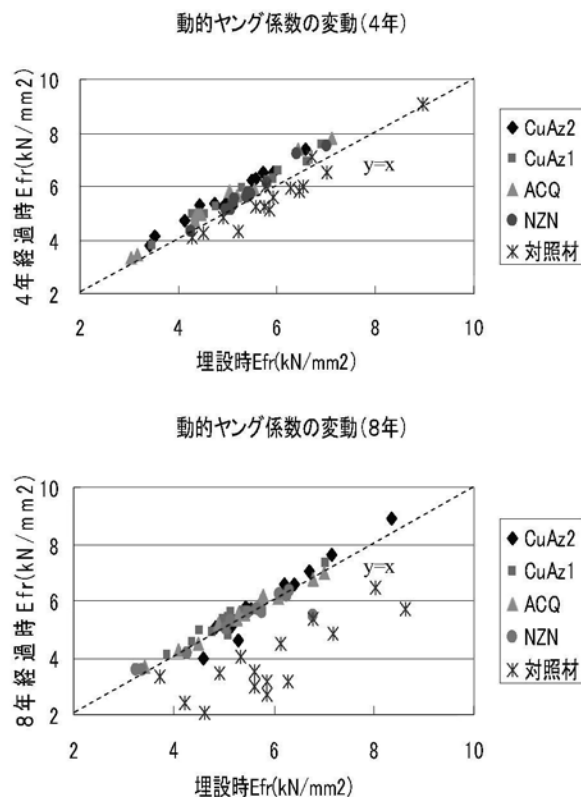 動的ヤング係数の変動(4年)
4年経過時Efr(kN/mm2)
10
8
6
4
2
y=x
2 4 6 8 10
埋設時Efr(kN/mm2)
CuAz2
CuAz1
ACQ
NZN
対照材
動的ヤング係数の変動(8年)
8年経過時Efr(kN/mm2)
10
8
6
4
2
y=x
2 4 6 8 10
埋設時Efr(kN/mm2)
CuAz2
CuAz1
ACQ
NZN
対照材